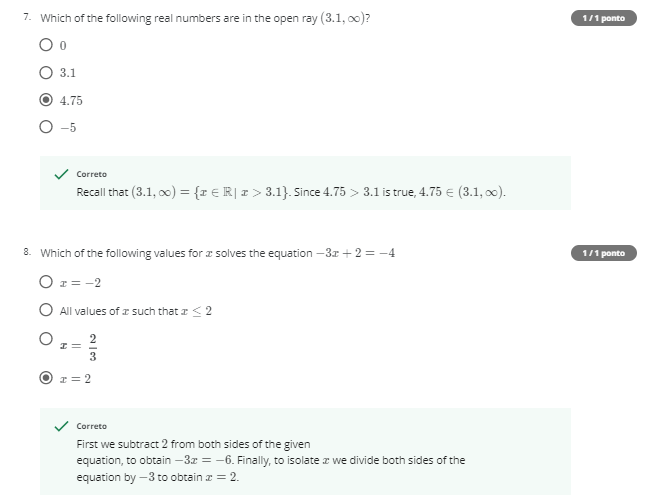 7. Which of the following real numbers are in the open ray (3.1, ∞)?
1 / 1 ponto
0
3.1
4.75
−5
Correto
Recall that (3.1, ∞) = {x ∈ ℝ| x > 3.1}. Since 4.75 > 3.1 is true, 4.75 ∈ (3.1, ∞).
8. Which of the following values for x solves the equation −3x + 2 = −4
1 / 1 ponto
x = −2
All values of x such that x ≤ 2
x = 2/3
x = 2
Correto
First we subtract 2 from both sides of the given
equation, to obtain −3x = −6. Finally, to isolate x we divide both sides of the
equation by −3 to obtain x = 2.